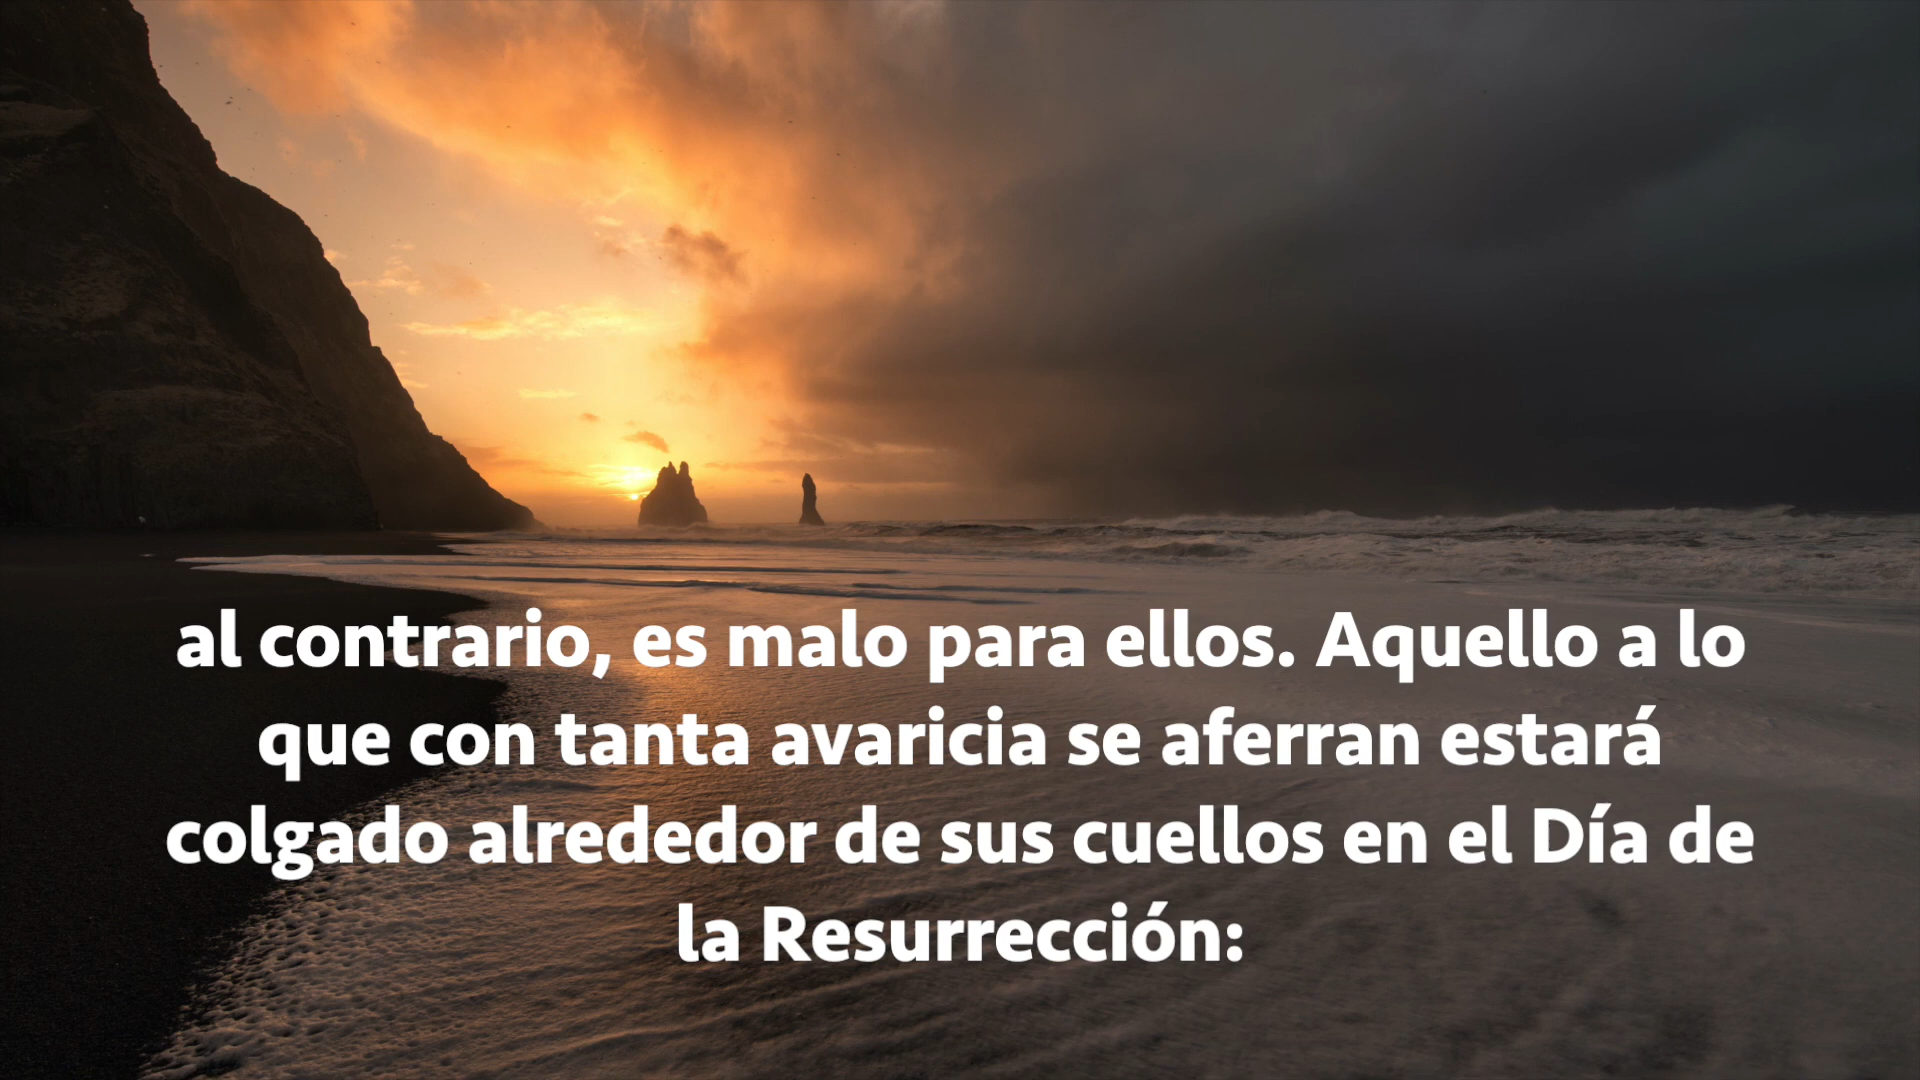 al contrario, es malo para ellos. Aquello a lo
que con tanta avaricia se aferran estará
colgado alrededor de sus cuellos en el Día de
la Resurrección: